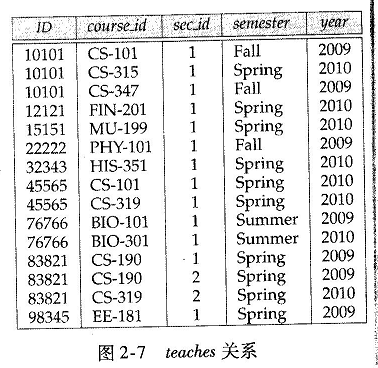 ID course_id sec_id semester year
10101 CS-101 1 Fall 2009
10101 CS-315 1 Spring 2010
10101 CS-347 1 Fall 2009
12121 FIN-201 1 Spring 2010
15151 MU-199 1 Spring 2010
22222 PHY-101 1 Fall 2009
32343 HIS-351 1 Spring 2010
45565 CS-101 1 Spring 2010
45565 CS-319 1 Spring 2010
76766 BIO-101 1 Summer 2009
76766 BIO-301 1 Summer 2010
83821 CS-190 1 Spring 2009
83821 CS-190 2 Spring 2009
83821 CS-319 2 Spring 2010
98345 EE-181 1 Spring 2009
图 2-7 teaches 关系